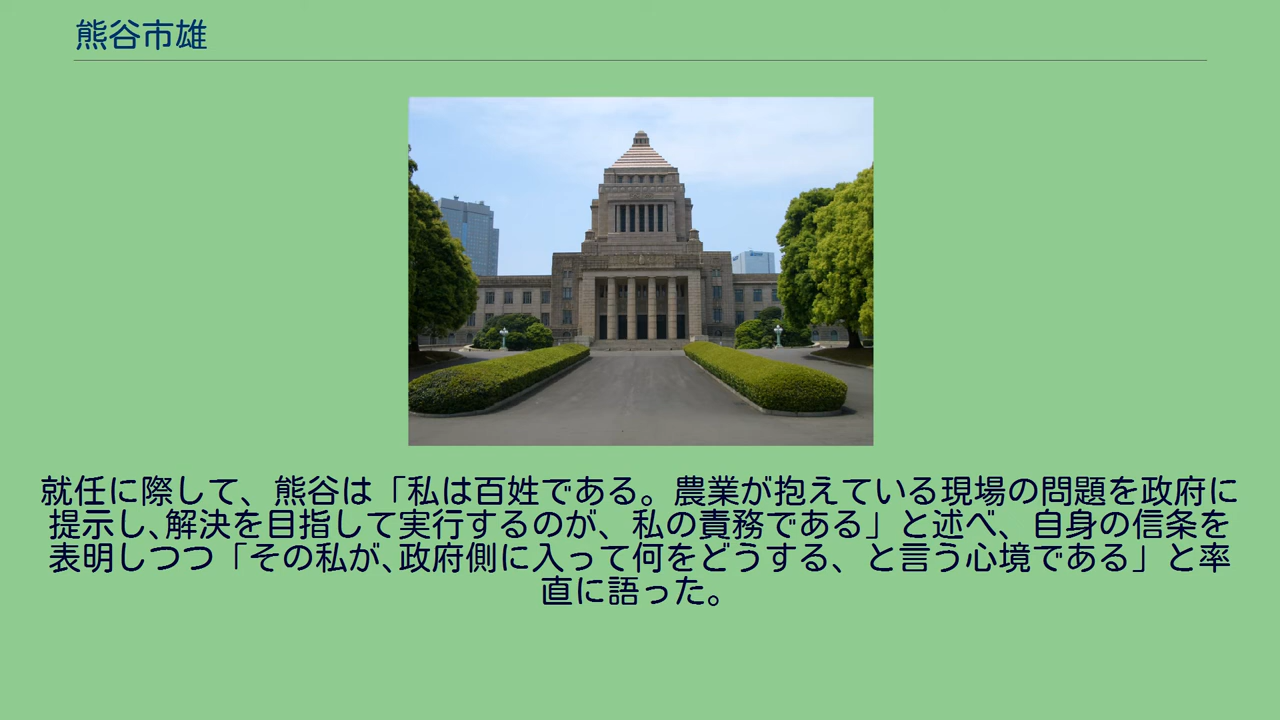 熊谷市雄
就任に際して、熊谷は「私は百姓である。農業が抱えている現場の問題を政府に
提示し、解決を目指して実行するのが、私の責務である」と述べ、自身の信条を
表明しつつ「その私が、政府側に入って何をどうする、と言う心境である」と率
直に語った。